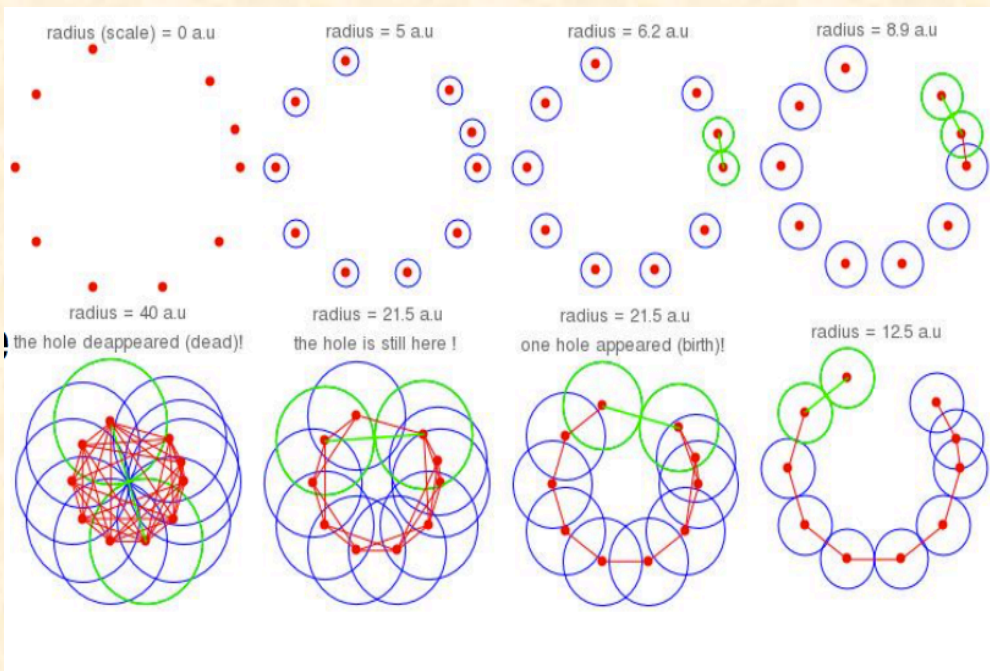 radius (scale) = 0 a.u
radius = 5 a.u
radius = 6.2 a.u
radius = 8.9 a.u
radius = 40 a.u
the hole deappeared (dead)!
radius = 21.5 a.u
the hole is still here !
radius = 21.5 a.u
one hole appeared (birth)!
radius = 12.5 a.u